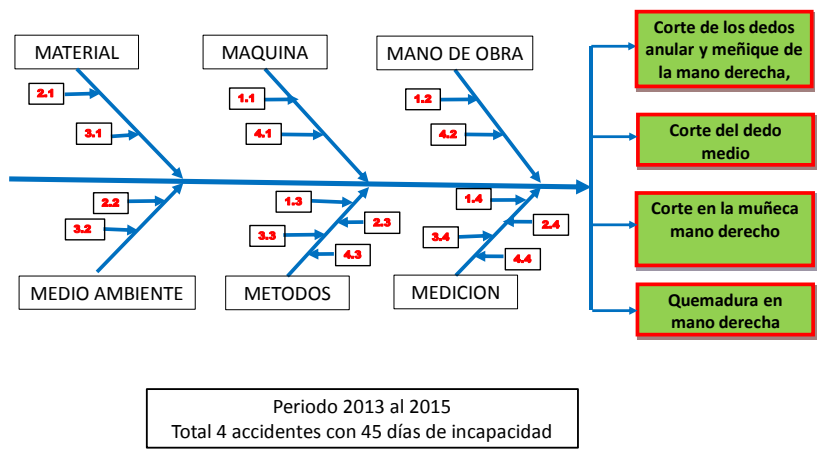 MATERIAL
MAQUINA
MANO DE OBRA
2.1
3.1
1.1
4.1
1.2
4.2
2.2
3.2
1.3
2.3
3.3
4.3
1.4
2.4
3.4
4.4
MEDIO AMBIENTE
METODOS
MEDICION
Corte de los dedos
anular y meñique de
la mano derecha,
Corte del dedo
medio
Corte en la muñeca
mano derecho
Quemadura en
mano derecha
Periodo 2013 al 2015
Total 4 accidentes con 45 días de incapacidad